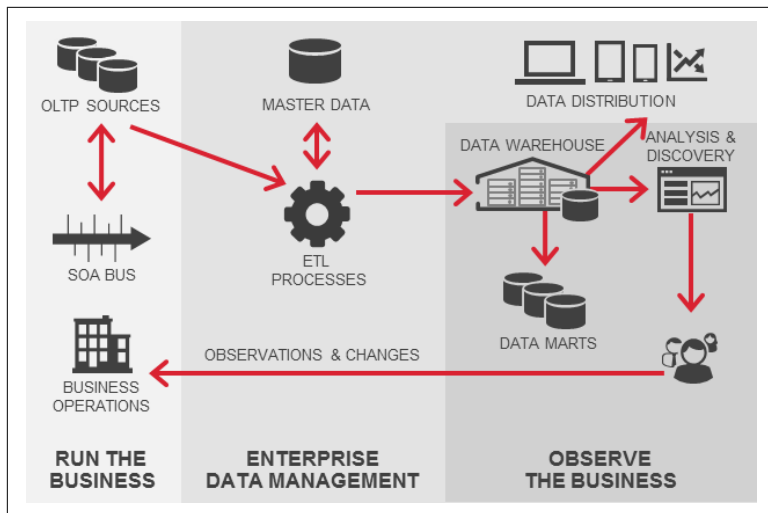 OLTP SOURCES
MASTER DATA
DATA DISTRIBUTION
DATA WAREHOUSE
ANALYSIS &
DISCOVERY
SOA BUS
ETL
PROCESSES
DATA MARTS
OBSERVATIONS & CHANGES
BUSINESS
OPERATIONS
RUN THE
BUSINESS
ENTERPRISE
DATA MANAGEMENT
OBSERVE
THE BUSINESS